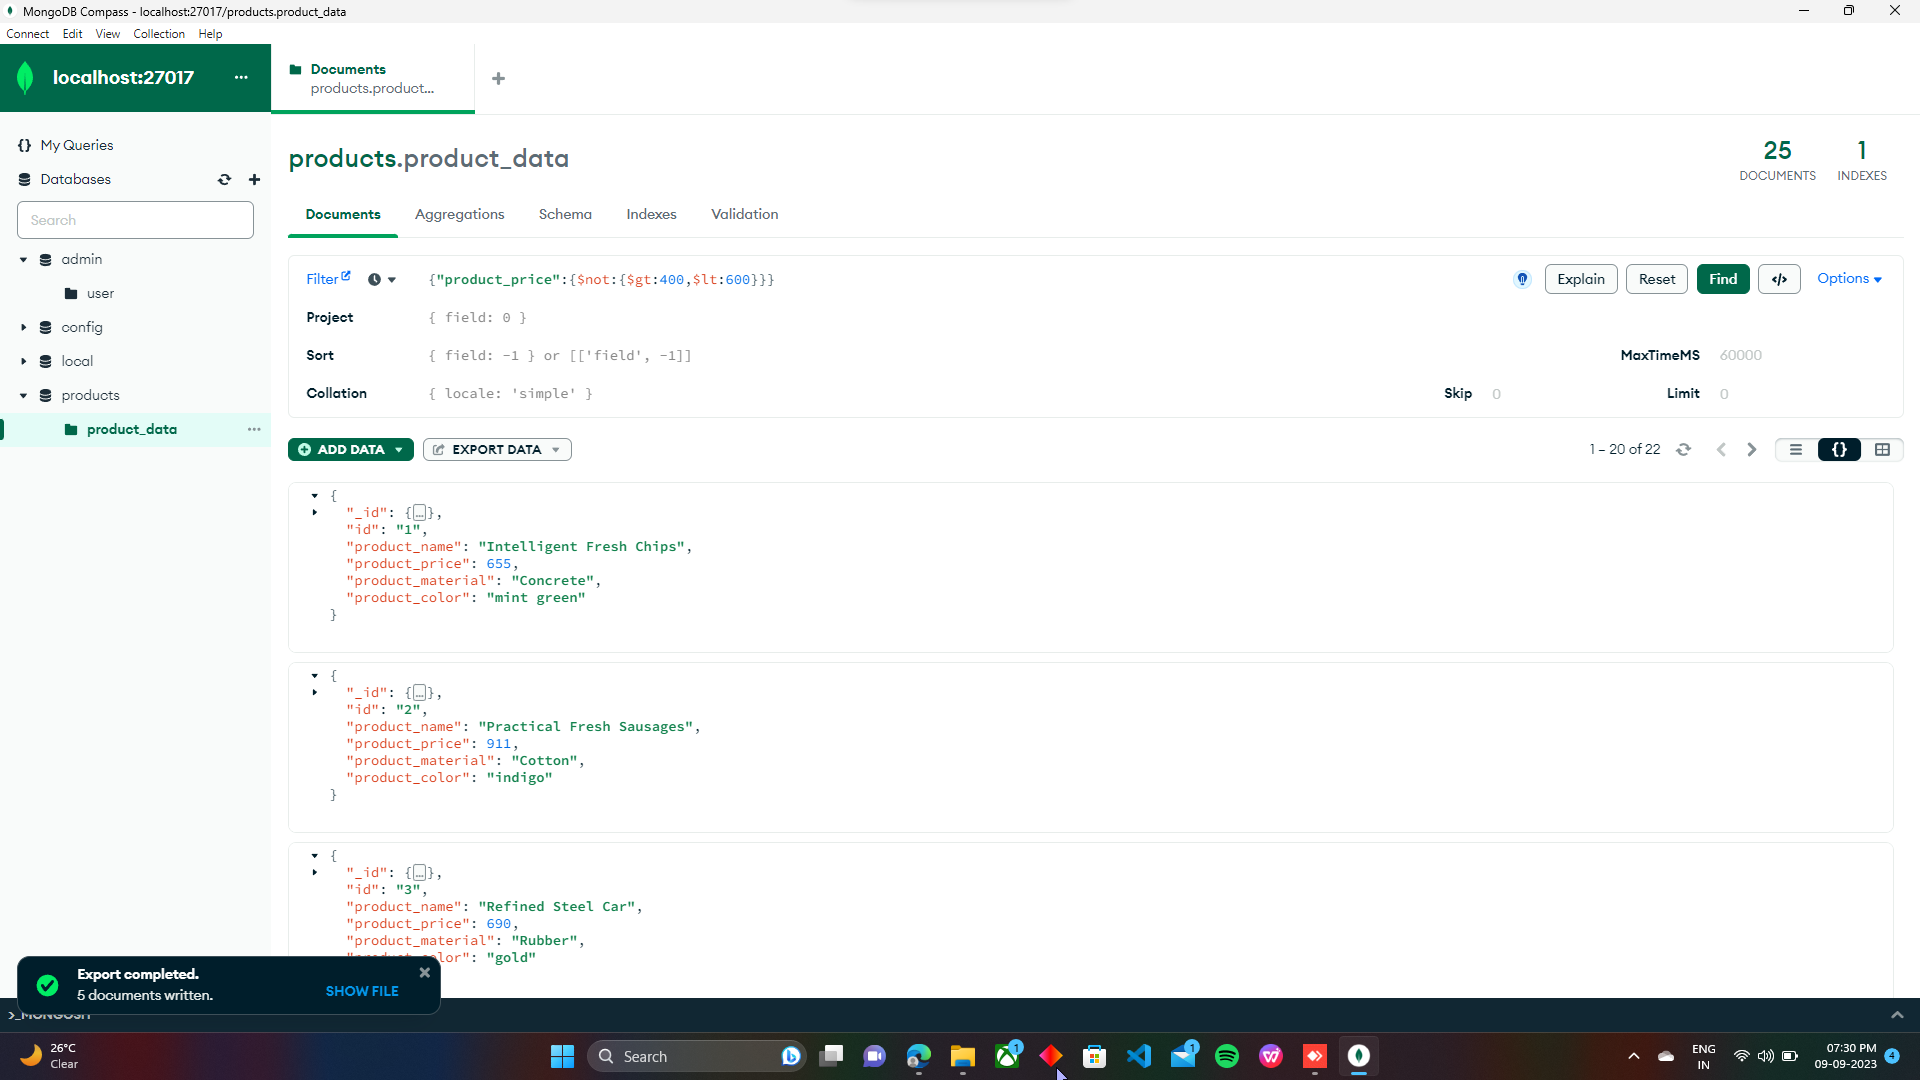 MongoDB Compass - localhost:27017/products.product_data
Connect Edit View Collection Help
localhost:27017 ...
Documents
products.product...
My Queries
Databases
Search
admin
user
config
local
products
product_data
products.product_data
25
DOCUMENTS
1
INDEXES
Documents Aggregations Schema Indexes Validation
Filter {"product_price":{$not:{$gt:400,$lt:600}}} Explain Reset Find </> Options
Project { field: 0 }
Sort { field: -1 } or [['field', -1]] MaxTimeMS 60000
Collation { locale: 'simple' } Skip 0 Limit 0
ADD DATA EXPORT DATA 1 – 20 of 22 {}
{
"_id": {…},
"id": "1",
"product_name": "Intelligent Fresh Chips",
"product_price": 655,
"product_material": "Concrete",
"product_color": "mint green"
}
{
"_id": {…},
"id": "2",
"product_name": "Practical Fresh Sausages",
"product_price": 911,
"product_material": "Cotton",
"product_color": "indigo"
}
{
"_id": {…},
"id": "3",
"product_name": "Refined Steel Car",
"product_price": 690,
"product_material": "Rubber",
"gold"
Export completed.
5 documents written.
SHOW FILE
>_MONGOSH
26°C
Clear
Search
1
1
ENG
IN
07:30 PM
09-09-2023
4